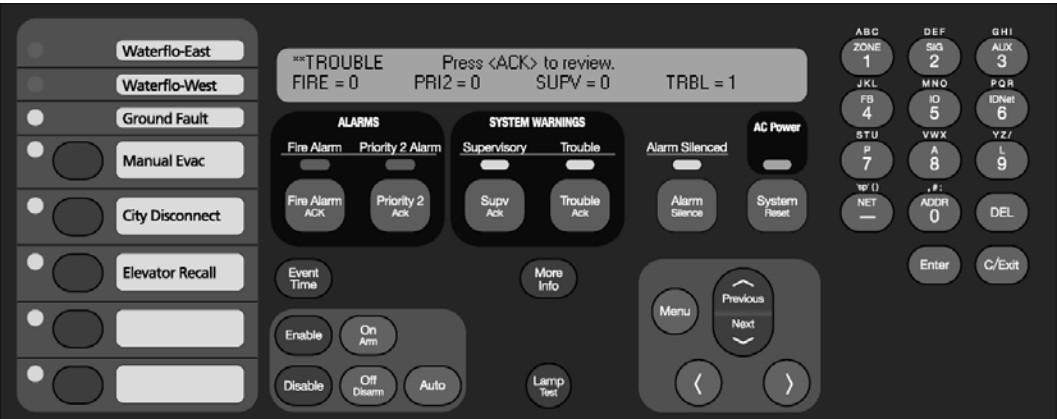 Waterflo-East
Waterflo-West
Ground Fault
Manual Evac
City Disconnect
Elevator Recall
**TROUBLE Press <ACK> to review.
FIRE = 0 PRI2 = 0 SUPV = 0 TRBL = 1
ALARMS
Fire Alarm Priority 2 Alarm
Fire Alarm
ACK
Priority 2
Ack
SYSTEM WARNINGS
Supervisory Trouble
Supv
Ack
Trouble
Ack
Alarm Silenced
Alarm
Silence
AC Power
System
Reset
Event
Time
More
Info
Enable
On
Arm
Disable
Off
Disarm
Auto
Lamp
Test
Menu
Previous
Next
ABC DEF GHI
ZONE SIG AUX
1 2 3
JKL MNO PQR
FB IO IDNet
4 5 6
STU VWX YZ/
P A L
7 8 9
'sp' ( ) , # :
NET ADDR
— 0 DEL
Enter C/Exit